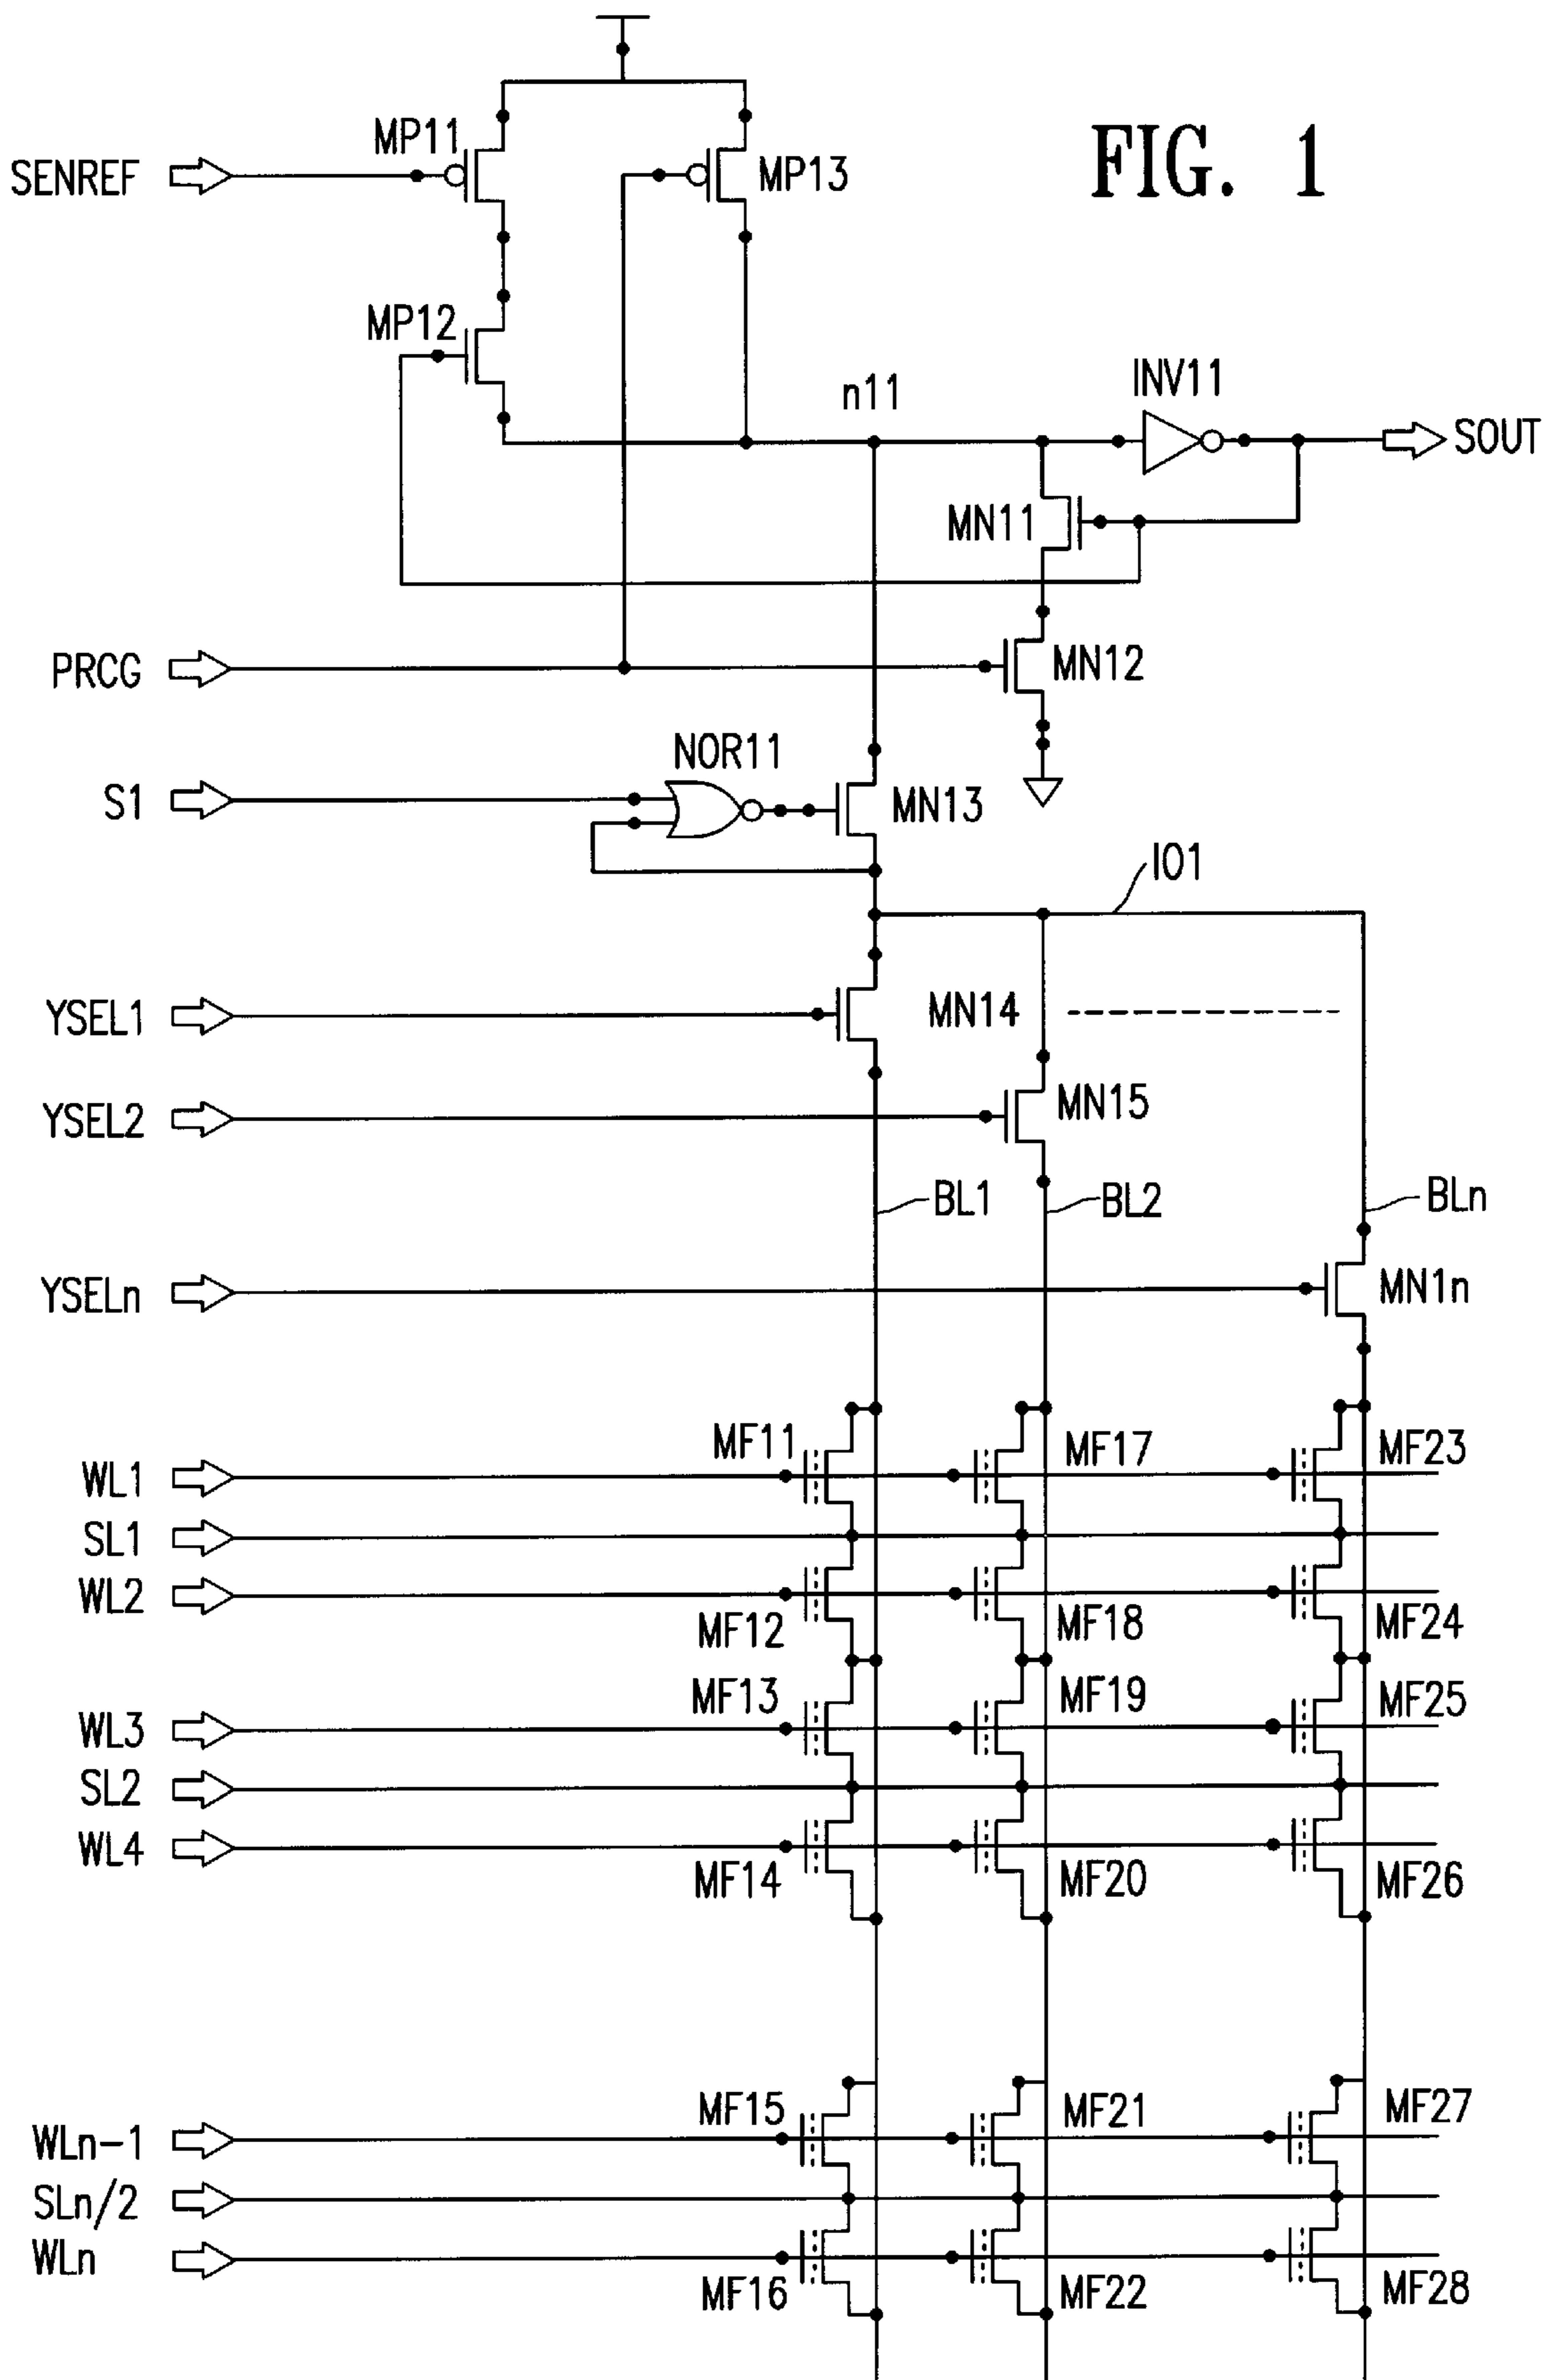 FIG. 1
MP11
SENREF
MP13
MP12
n11
INV11
SOUT
MN11
PRCG
MN12
NOR11
S1
MN13
IO1
YSEL1
MN14
YSEL2
MN15
BL1
BL2
BLn
YSELn
MN1n
MF11
MF17
MF23
WL1
SL1
WL2
MF12
MF18
MF24
MF13
MF19
MF25
WL3
SL2
WL4
MF14
MF20
MF26
MF15
MF21
MF27
WLn-1
SLn/2
WLn
MF16
MF22
MF28